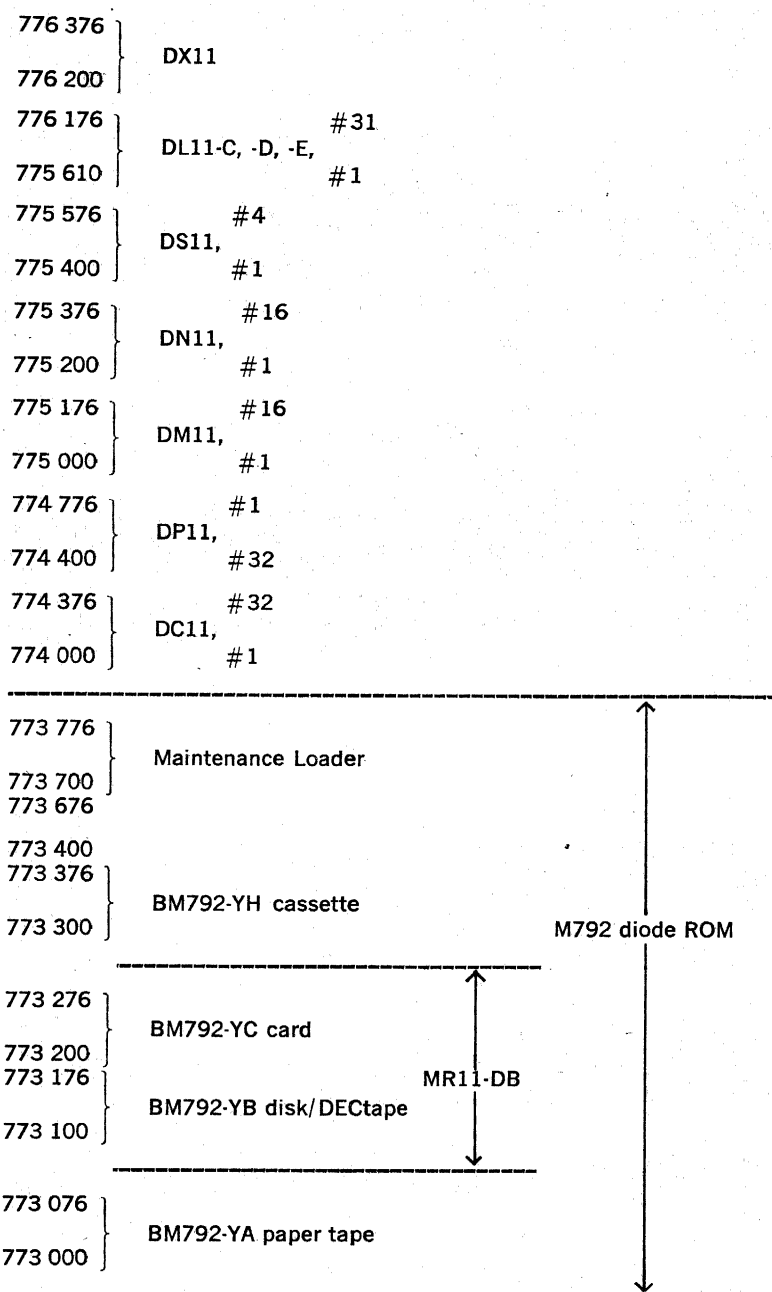 776 376
DX11
776 200
776 176 #31
DL11-C, -D, -E,
775 610 #1
775 576 #4
DS11,
775 400 #1
775 376 #16
DN11,
775 200 #1
775 176 #16
DM11,
775 000 #1
774 776 #1
DP11,
774 400 #32
774 376 #32
DC11,
774 000 #1
773 776
Maintenance Loader
773 700
773 676
773 400
773 376
BM792-YH cassette
773 300
M792 diode ROM
773 276
BM792-YC card
773 200
773 176
MR11-DB
BM792-YB disk/DECtape
773 100
773 076
BM792-YA paper tape
773 000